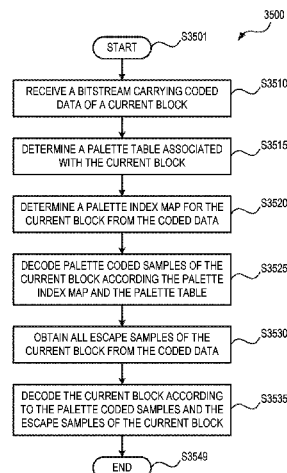 3500
START
S3501
RECEIVE A BITSTREAM CARRYING CODED
DATA OF A CURRENT BLOCK
S3510
DETERMINE A PALETTE TABLE ASSOCIATED
WITH THE CURRENT BLOCK
S3515
DETERMINE A PALETTE INDEX MAP FOR THE
CURRENT BLOCK FROM THE CODED DATA
S3520
DECODE PALETTE CODED SAMPLES OF THE
CURRENT BLOCK ACCORDING THE PALETTE
INDEX MAP AND THE PALETTE TABLE
S3525
OBTAIN ALL ESCAPE SAMPLES OF THE
CURRENT BLOCK FROM THE CODED DATA
S3530
DECODE THE CURRENT BLOCK ACCORDING
TO THE PALETTE CODED SAMPLES AND THE
ESCAPE SAMPLES OF THE CURRENT BLOCK
S3535
END
S3549